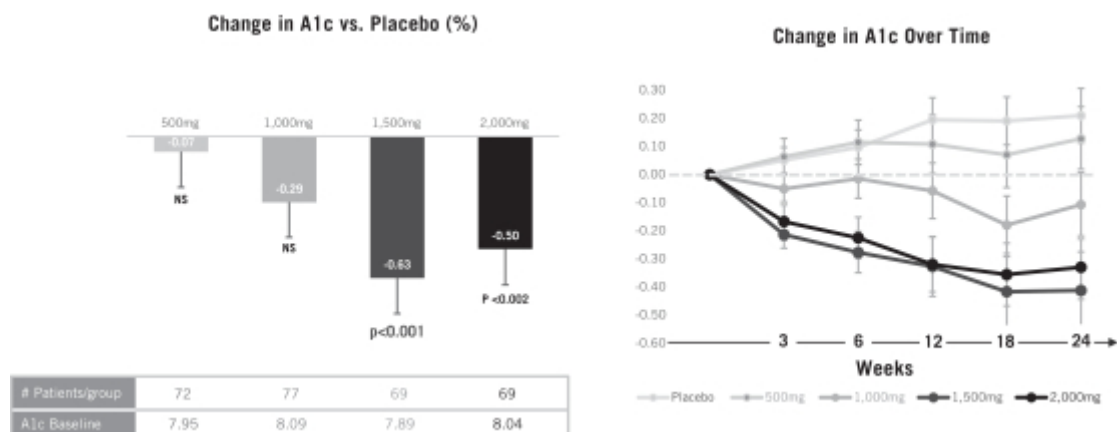 Change in A1c vs. Placebo (%)
500mg 1,000mg 1,500mg 2,000mg
-0.07
-0.29
-0.63
-0.50
NS
NS
p<0.001
P <0.002
# Patients/group 72 77 69 69
A1c Baseline 7.95 8.09 7.89 8.04
Change in A1c Over Time
0.30
0.20
0.10
0.00
-0.10
-0.20
-0.30
-0.40
-0.50
-0.60
3 6 12 18 24
Weeks
Placebo 500mg 1,000mg 1,500mg 2,000mg